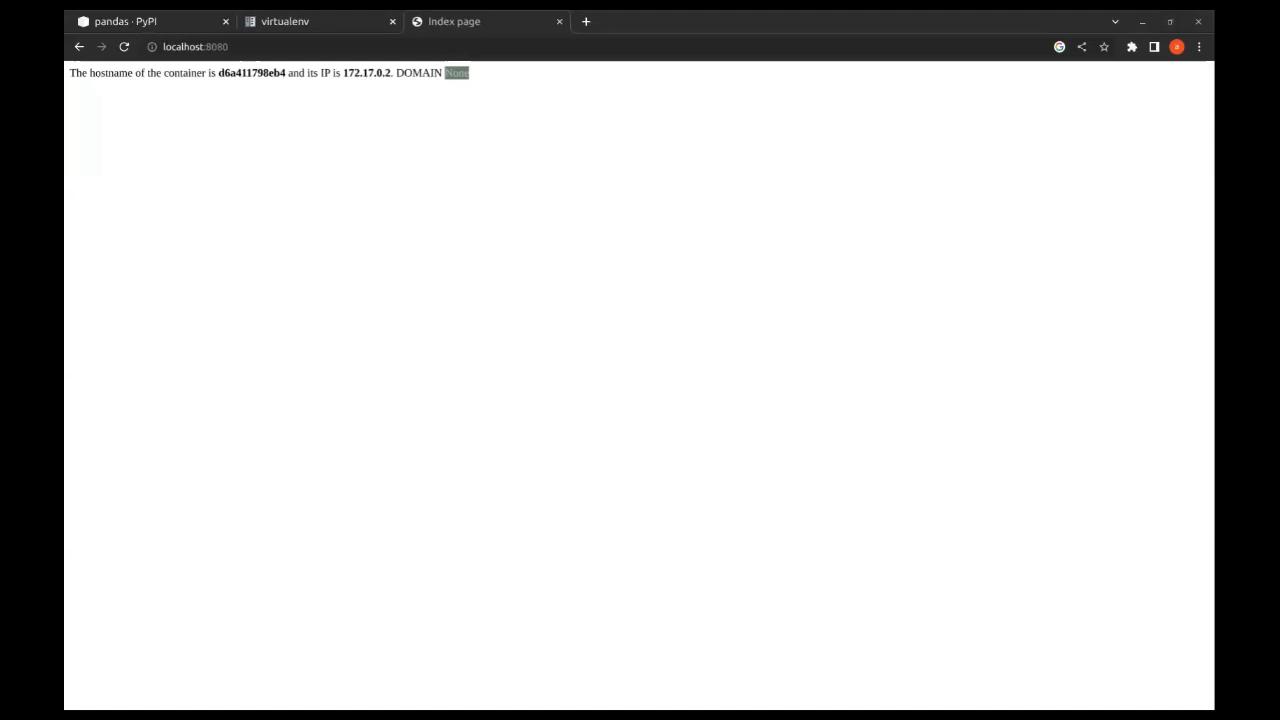 pandas · PyPI
virtualenv
Index page
localhost:8080
a
The hostname of the container is d6a411798eb4 and its IP is 172.17.0.2. DOMAIN None